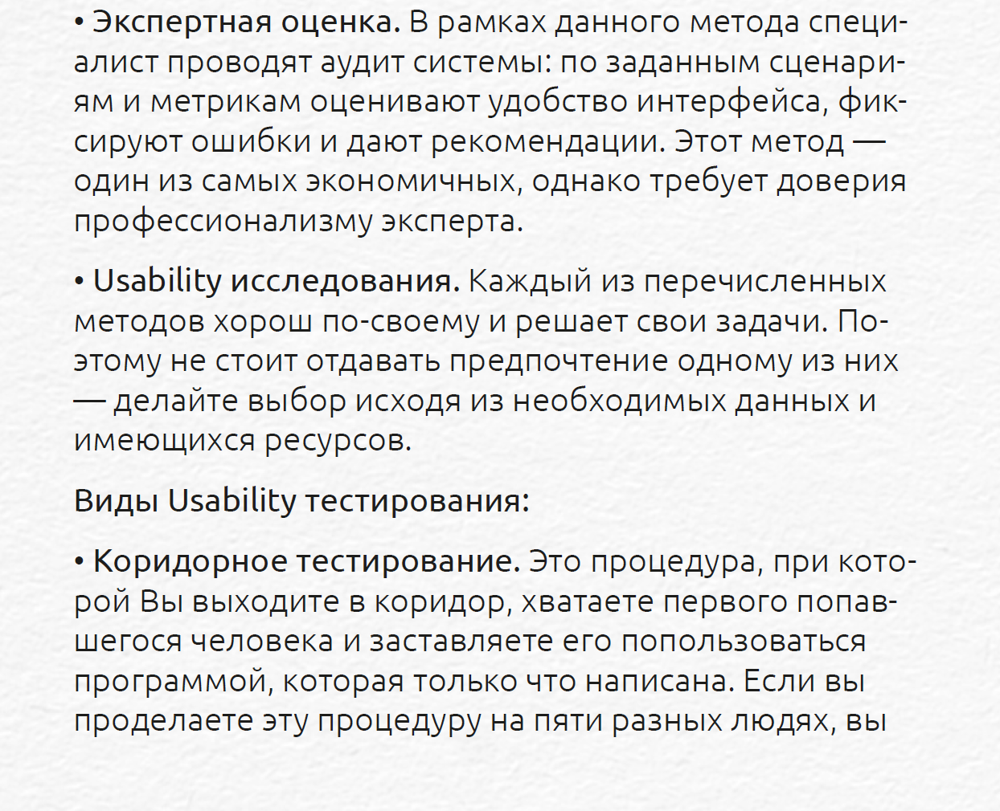 • Экспертная оценка. В рамках данного метода специ-
алист проводят аудит системы: по заданным сценари-
ям и метрикам оценивают удобство интерфейса, фик-
сируют ошибки и дают рекомендации. Этот метод —
один из самых экономичных, однако требует доверия
профессионализму эксперта.
• Usability исследования. Каждый из перечисленных
методов хорош по-своему и решает свои задачи. По-
этому не стоит отдавать предпочтение одному из них
— делайте выбор исходя из необходимых данных и
имеющихся ресурсов.
Виды Usability тестирования:
• Коридорное тестирование. Это процедура, при кото-
рой Вы выходите в коридор, хватаете первого попав-
шегося человека и заставляете его попользоваться
программой, которая только что написана. Если вы
проделаете эту процедуру на пяти разных людях, вы